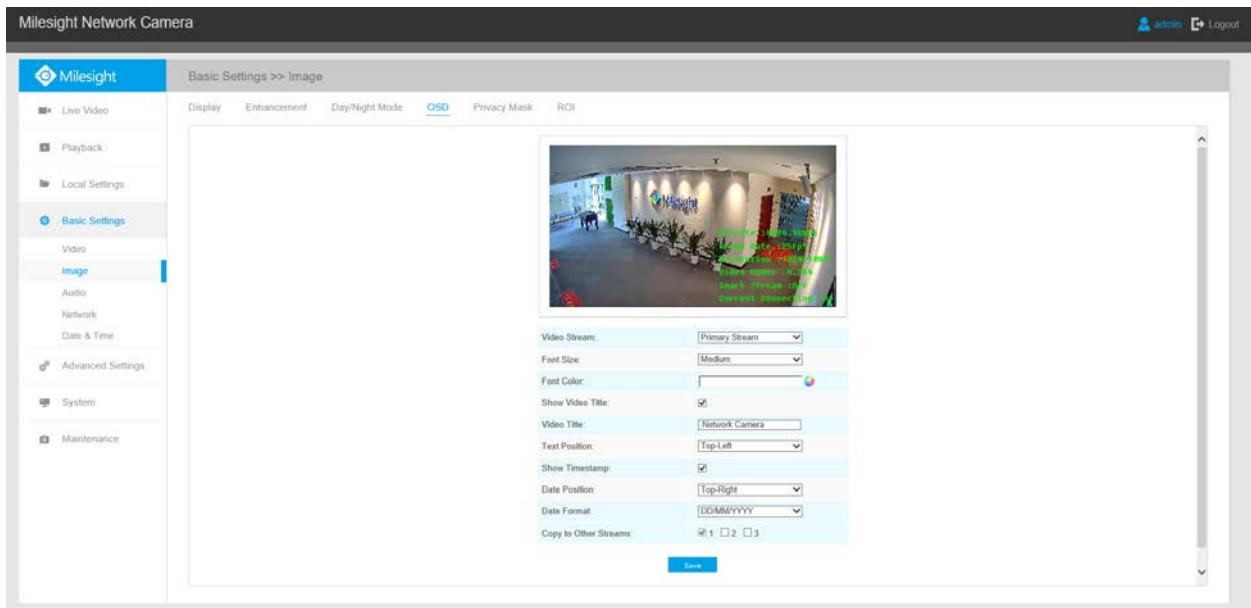 Milesight Network Camera
admin Logout
Milesight
Basic Settings >> Image
Live Video
Playback
Local Settings
Basic Settings
Video
Image
Audio
Network
Date & Time
Advanced Settings
System
Maintenance
Display Enhancement Day/Night Mode OSD Privacy Mask ROI
Milesight
Video Stream: Primary Stream
Font Size: Medium
Font Color:
Show Video Title:
Video Title: Network Camera
Text Position: Top-Left
Show Timestamp:
Date Position: Top-Right
Date Format: DD/MM/YYYY
Copy to Other Streams: 1 2 3
Save